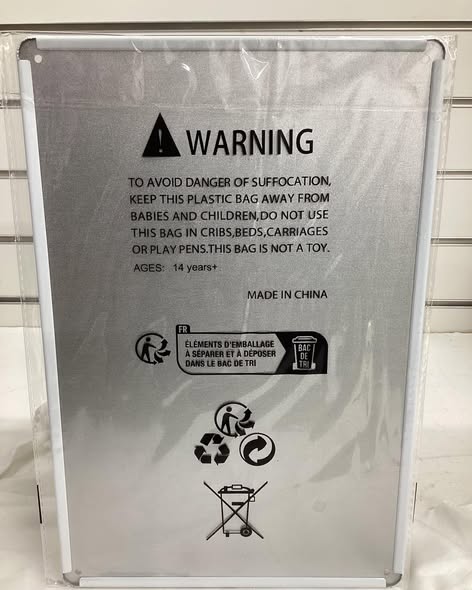 WARNING
TO AVOID DANGER OF SUFFOCATION,
KEEP THIS PLASTIC BAG AWAY FROM
BABIES AND CHILDREN,DO NOT USE
THIS BAG IN CRIBS,BEDS,CARRIAGES
OR PLAY PENS.THIS BAG IS NOT A TOY.
AGES: 14 years+
MADE IN CHINA
FR
ÉLÉMENTS D'EMBALLAGE
À SÉPARER ET À DÉPOSER
DANS LE BAC DE TRI
BAC
DE
TRI